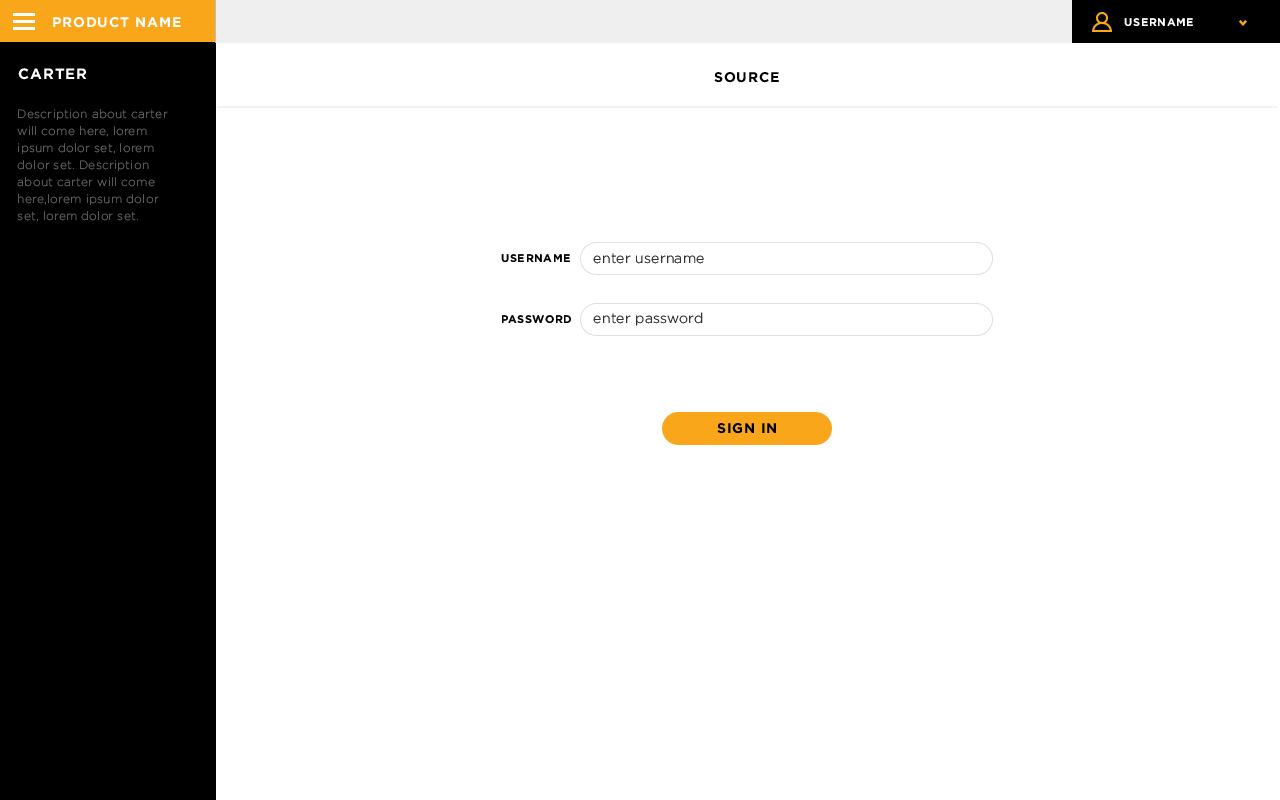 PRODUCT NAME
USERNAME
CARTER
Description about carter
will come here, lorem
ipsum dolor set, lorem
dolor set. Description
about carter will come
here,lorem ipsum dolor
set, lorem dolor set.
SOURCE
USERNAME enter username
PASSWORD enter password
SIGN IN